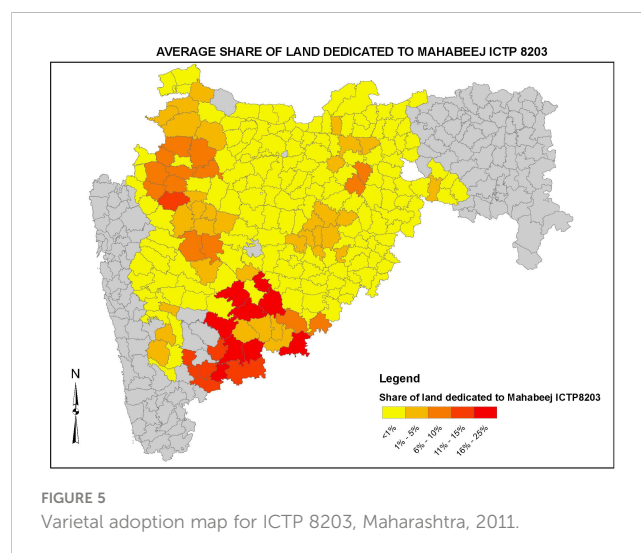 AVERAGE SHARE OF LAND DEDICATED TO MAHABEEJ ICTP 8203
N
Legend
Share of land dedicated to Mahabeej ICTP8203
<1%
1% - 5%
6% - 10%
11% - 15%
16% - 25%
FIGURE 5
Varietal adoption map for ICTP 8203, Maharashtra, 2011.